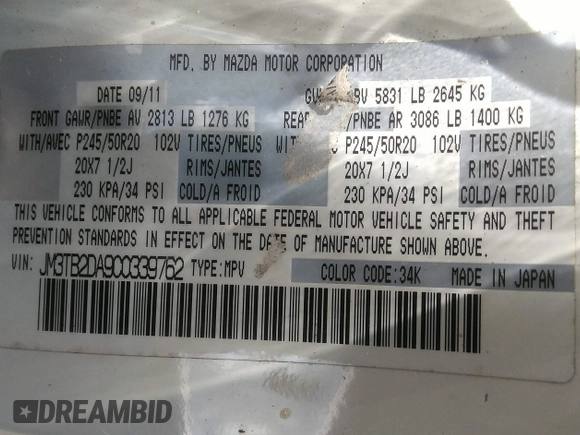 MFD. BY MAZDA MOTOR CORPORATION
DATE 09/11 5831 LB 2645 KG
FRONT GAWR/PNBE AV 2813 LB 1276 KG /PNBE AR 3086 LB 1400 KG
WITH/AVEC P245/50R20 102V TIRES/PNEUS P245/50R20 102V TIRES/PNEUS
20X7 1/2J RIMS/JANTES 20X7 1/2J RIMS/JANTES
230 KPA/34 PSI COLD/A FROID 230 KPA/34 PSI COLD/A FROID
THIS VEHICLE CONFORMS TO ALL APPLICABLE FEDERAL MOTOR VEHICLE SAFETY AND THEFT
PREVENTION STANDARDS IN EFFECT ON THE DATE OF MANUFACTURE SHOWN ABOVE.
VIN: JM3TB2DA9C0339762 TYPE:MPV COLOR CODE:34K MADE IN JAPAN
DREAMBID